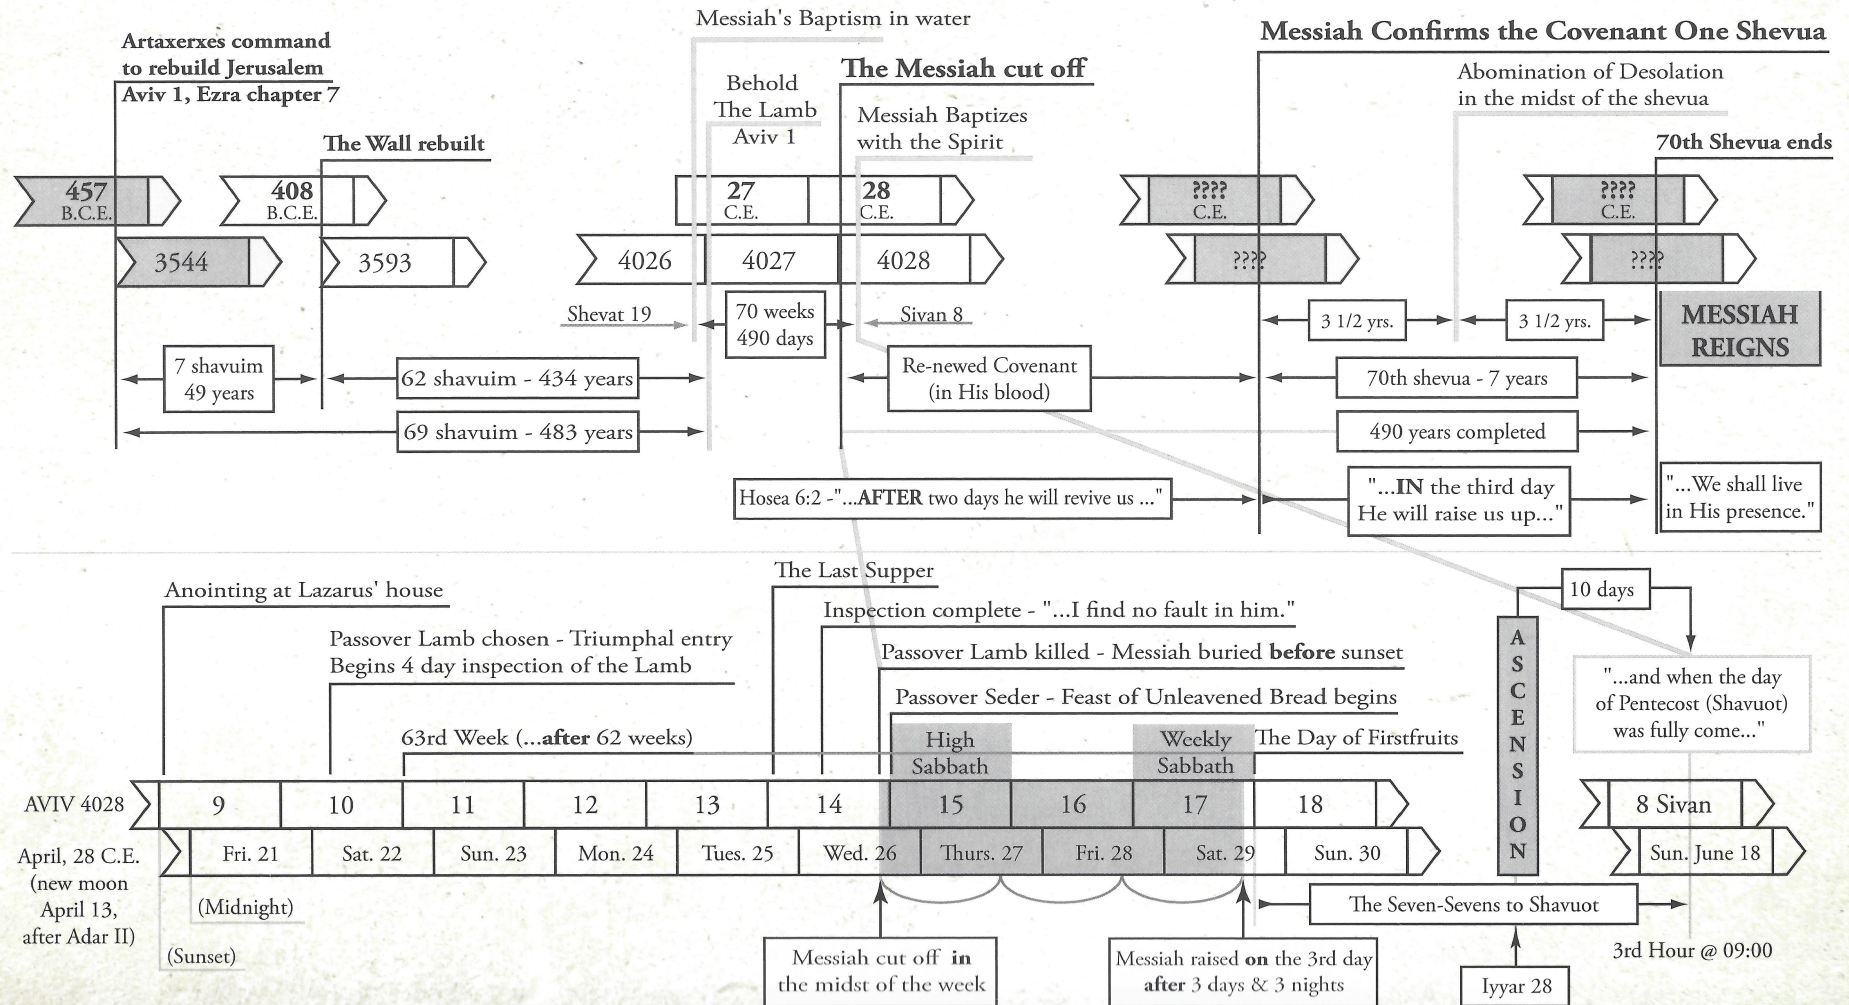 Messiah's Baptism in water
Artaxerxes command
to rebuild Jerusalem
Aviv 1, Ezra chapter 7
The Wall rebuilt
Behold
The Lamb
Aviv 1
The Messiah cut off
Messiah Baptizes
with the Spirit
Messiah Confirms the Covenant One Shevua
Abomination of Desolation
in the midst of the shevua
70th Shevua ends
457
B.C.E.
408
B.C.E.
27
C.E.
28
C.E.
????
C.E.
????
C.E.
3544
3593
4026
4027
4028
????
????
Shevat 19
70 weeks
490 days
Sivan 8
3 1/2 yrs.
3 1/2 yrs.
MESSIAH
REIGNS
7 shavuim
49 years
62 shavuim - 434 years
Re-newed Covenant
(in His blood)
70th shevua - 7 years
69 shavuim - 483 years
490 years completed
Hosea 6:2 -"...AFTER two days he will revive us ..."
"...IN the third day
He will raise us up..."
"...We shall live
in His presence."
Anointing at Lazarus' house
Passover Lamb chosen - Triumphal entry
Begins 4 day inspection of the Lamb
63rd Week (...after 62 weeks)
The Last Supper
Inspection complete - "...I find no fault in him."
Passover Lamb killed - Messiah buried before sunset
Passover Seder - Feast of Unleavened Bread begins
High
Sabbath
Weekly
Sabbath
The Day of Firstfruits
ASCENSION
10 days
"...and when the day
of Pentecost (Shavuot)
was fully come..."
AVIV 4028
9
10
11
12
13
14
15
16
17
18
8 Sivan
April, 28 C.E.
(new moon
April 13,
after Adar II)
Fri. 21
Sat. 22
Sun. 23
Mon. 24
Tues. 25
Wed. 26
Thurs. 27
Fri. 28
Sat. 29
Sun. 30
Sun. June 18
(Midnight)
(Sunset)
The Seven-Sevens to Shavuot
3rd Hour @ 09:00
Messiah cut off in
the midst of the week
Messiah raised on the 3rd day
after 3 days & 3 nights
Iyyar 28